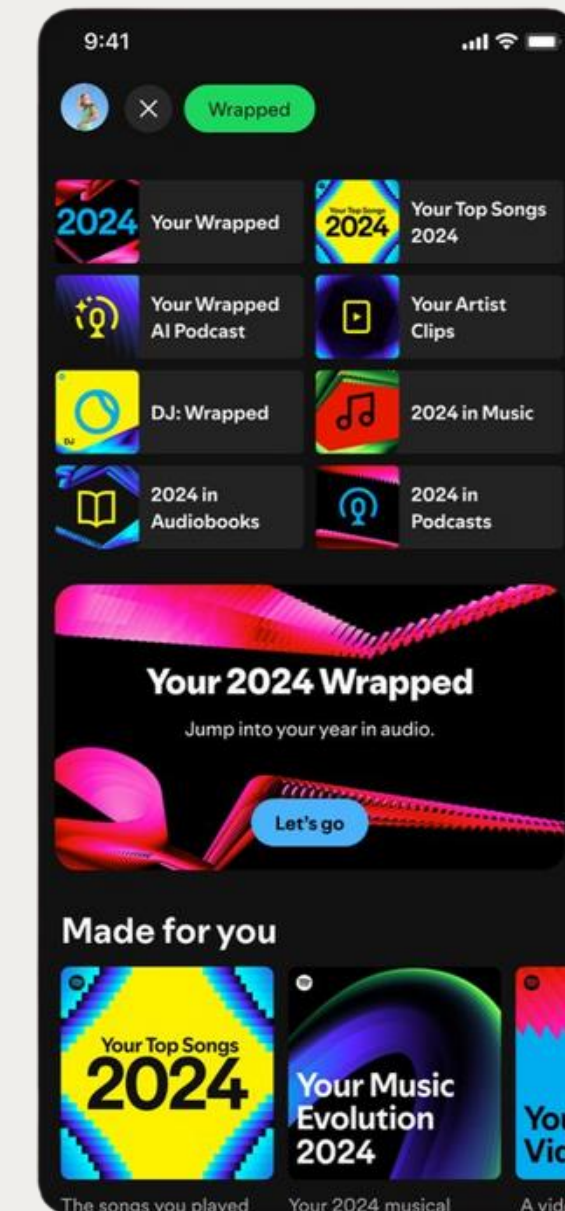 9:41
Wrapped
2024
Your Wrapped
Your Top Songs
2024
Your Top Songs
2024
Your Wrapped
AI Podcast
Your Artist
Clips
DJ
DJ: Wrapped
2024 in Music
2024 in
Audiobooks
2024 in
Podcasts
Your 2024 Wrapped
Jump into your year in audio.
Let's go
Made for you
Your Top Songs
2024
Your Music
Evolution
2024
The songs you played
Your 2024 musical
A vid